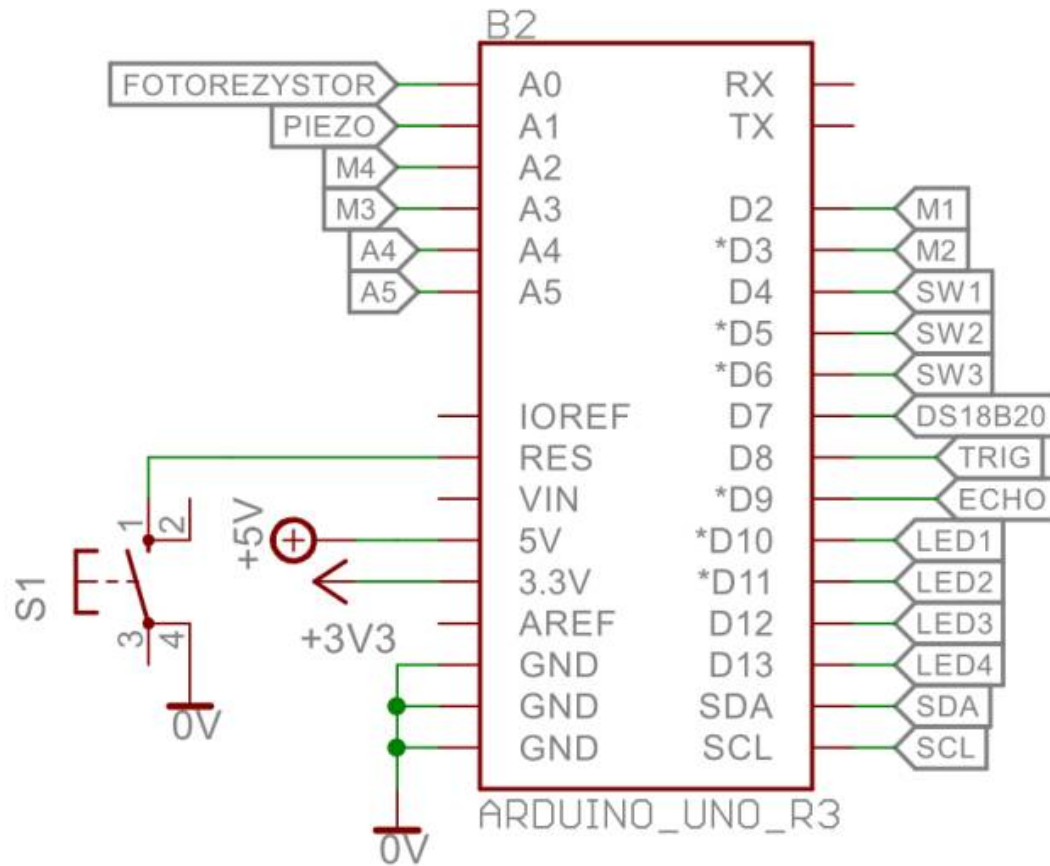 B2
FOTOREZYSTOR A0 RX
PIEZO A1 TX
M4 A2
M3 A3 D2 M1
A4 A4 *D3 M2
A5 A5 D4 SW1
*D5 SW2
*D6 SW3
IOREF D7 DS18B20
RES D8 TRIG
VIN *D9 ECHO
1 2 +5V 5V *D10 LED1
S1 3.3V *D11 LED2
3 4 +3V3 AREF D12 LED3
GND D13 LED4
0V GND SDA SDA
GND SCL SCL
ARDUINO_UNO_R3
0V